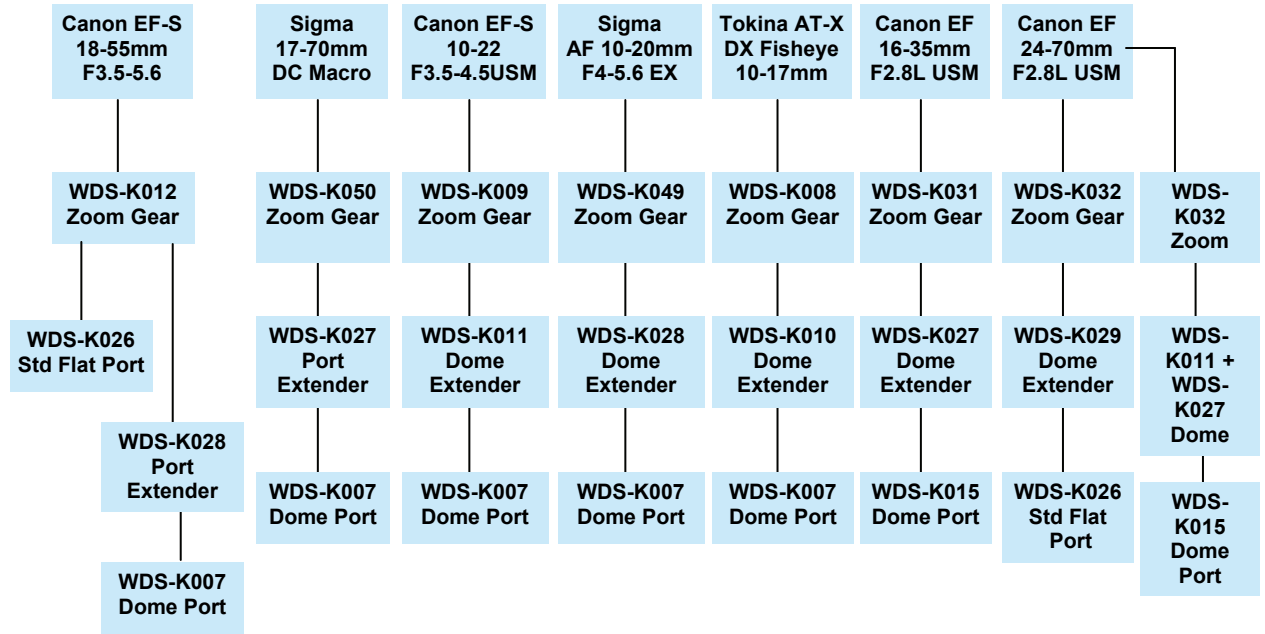 Canon EF-S
18-55mm
F3.5-5.6
Sigma
17-70mm
DC Macro
Canon EF-S
10-22
F3.5-4.5USM
Sigma
AF 10-20mm
F4-5.6 EX
Tokina AT-X
DX Fisheye
10-17mm
Canon EF
16-35mm
F2.8L USM
Canon EF
24-70mm
F2.8L USM
WDS-K012
Zoom Gear
WDS-K050
Zoom Gear
WDS-K009
Zoom Gear
WDS-K049
Zoom Gear
WDS-K008
Zoom Gear
WDS-K031
Zoom Gear
WDS-K032
Zoom Gear
WDS-
K032
Zoom
WDS-K026
Std Flat Port
WDS-K027
Port
Extender
WDS-K011
Dome
Extender
WDS-K028
Dome
Extender
WDS-K010
Dome
Extender
WDS-K027
Dome
Extender
WDS-K029
Dome
Extender
WDS-
K011 +
WDS-
K027
Dome
WDS-K028
Port
Extender
WDS-K007
Dome Port
WDS-K007
Dome Port
WDS-K007
Dome Port
WDS-K007
Dome Port
WDS-K015
Dome Port
WDS-K026
Std Flat
Port
WDS-
K015
Dome
Port
WDS-K007
Dome Port